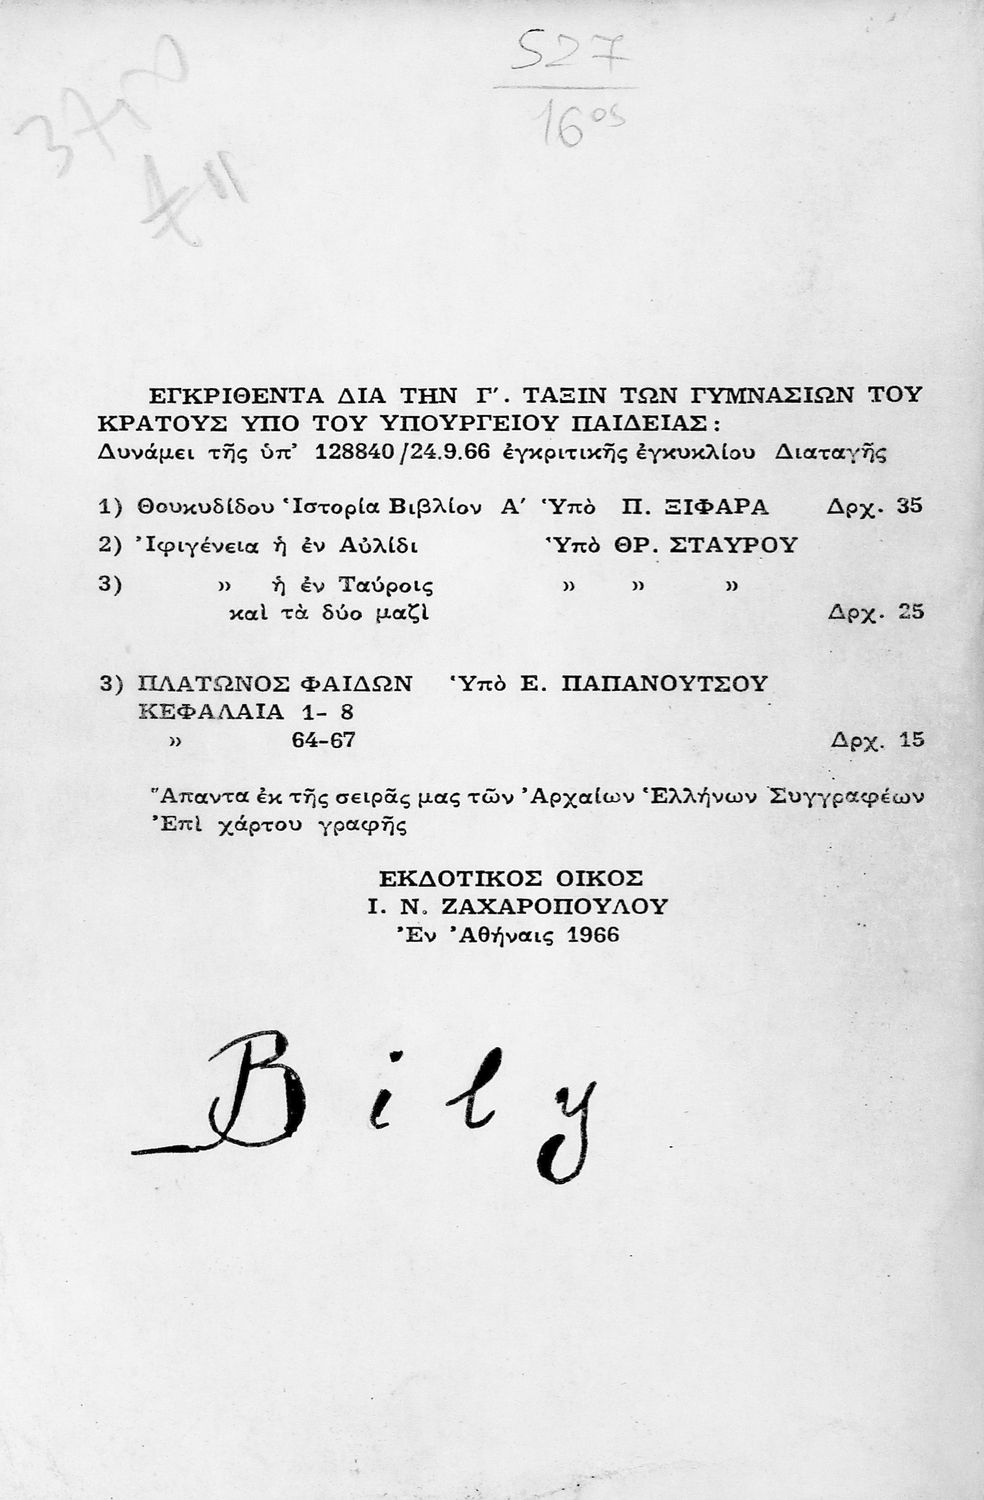 527
16ος
ΕΓΚΡΙΘΕΝΤΑ ΔΙΑ ΤΗΝ Γ′. ΤΑΞΙΝ ΤΩΝ ΓΥΜΝΑΣΙΩΝ ΤΟΥ
ΚΡΑΤΟΥΣ ΥΠΟ ΤΟΥ ΥΠΟΥΡΓΕΙΟΥ ΠΑΙΔΕΙΑΣ :
Δυνάμει τῆς ὑπ’ 128840/24.9.66 ἐγκριτικῆς ἐγκυκλίου Διαταγῆς
1) Θουκυδίδου Ἱστορία Βιβλίον Α′ Ὑπὸ Π. ΞΙΦΑΡΑ Δρχ. 35
2) Ἰφιγένεια ἡ ἐν Αὐλίδι Ὑπὸ ΘΡ. ΣΤΑΥΡΟΥ
3) » ἡ ἐν Ταύροις » » »
καὶ τὰ δύο μαζὶ Δρχ. 25
3) ΠΛΑΤΩΝΟΣ ΦΑΙΔΩΝ Ὑπὸ Ε. ΠΑΠΑΝΟΥΤΣΟΥ
ΚΕΦΑΛΑΙΑ 1- 8
» 64-67 Δρχ. 15
Ἅπαντα ἐκ τῆς σειρᾶς μας τῶν Ἀρχαίων Ἑλλήνων Συγγραφέων
Ἐπὶ χάρτου γραφῆς
ΕΚΔΟΤΙΚΟΣ ΟΙΚΟΣ
Ι. Ν. ΖΑΧΑΡΟΠΟΥΛΟΥ
Ἐν Ἀθήναις 1966
Bily